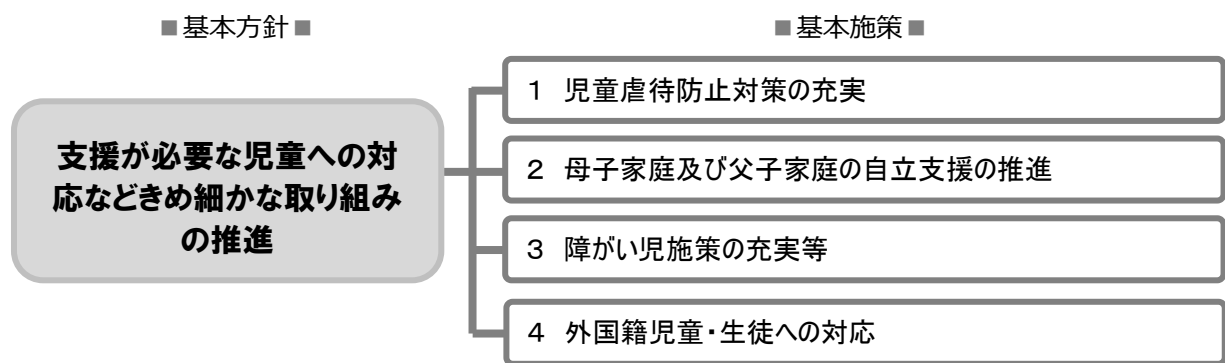 ■基本方針■
■基本施策■
支援が必要な児童への対
応などきめ細かな取り組み
の推進
１ 児童虐待防止対策の充実
２ 母子家庭及び父子家庭の自立支援の推進
３ 障がい児施策の充実等
４ 外国籍児童・生徒への対応